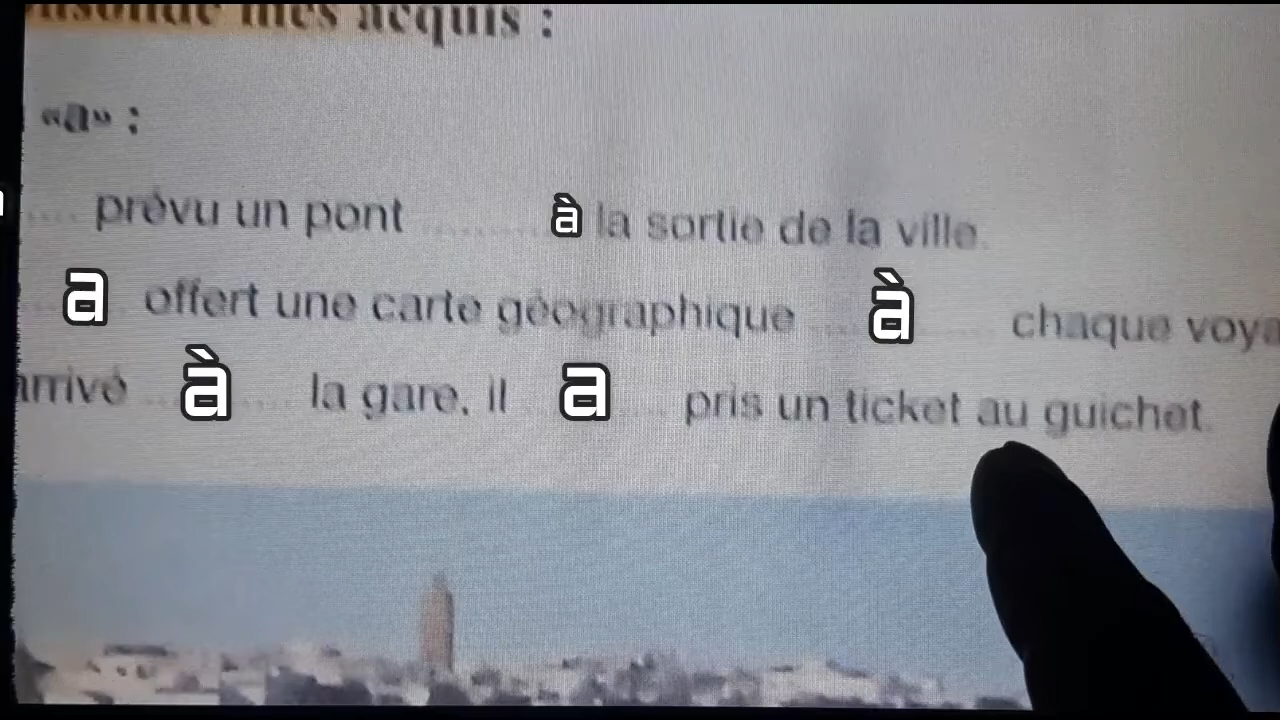 mes acquis :
«a» :
prévu un pont ........ à la sortie de la ville.
a offert une carte géographique ... à ... chaque
arrivé ... à ... la gare, il a pris un ticket au guichet.